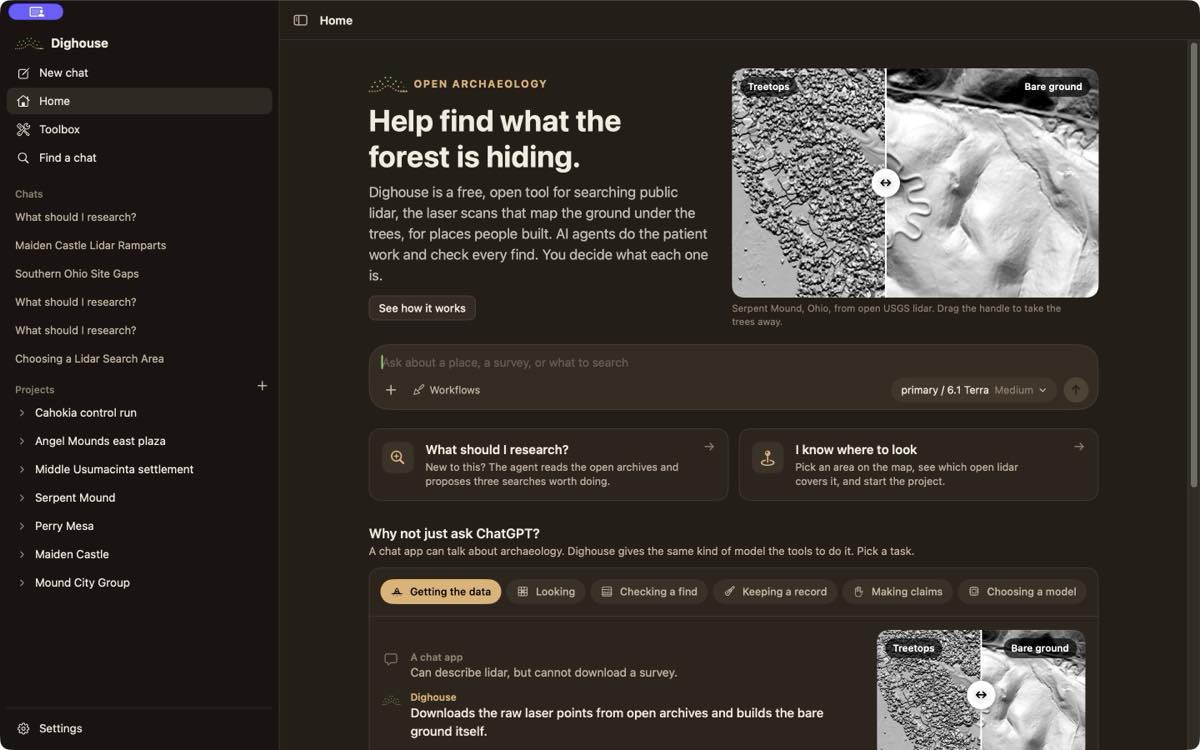 Dighouse
New chat
Home
Toolbox
Find a chat
Chats
What should I research?
Maiden Castle Lidar Ramparts
Southern Ohio Site Gaps
What should I research?
What should I research?
Choosing a Lidar Search Area
Projects
Cahokia control run
Angel Mounds east plaza
Middle Usumacinta settlement
Serpent Mound
Perry Mesa
Maiden Castle
Mound City Group
Settings
Home
OPEN ARCHAEOLOGY
Help find what the
forest is hiding.
Dighouse is a free, open tool for searching public
lidar, the laser scans that map the ground under the
trees, for places people built. AI agents do the patient
work and check every find. You decide what each one
is.
See how it works
Treetops
Bare ground
Serpent Mound, Ohio, from open USGS lidar. Drag the handle to take the
trees away.
Ask about a place, a survey, or what to search
Workflows
primary / 6.1 Terra Medium
What should I research?
New to this? The agent reads the open archives and
proposes three searches worth doing.
I know where to look
Pick an area on the map, see which open lidar
covers it, and start the project.
Why not just ask ChatGPT?
A chat app can talk about archaeology. Dighouse gives the same kind of model the tools to do it. Pick a task.
Getting the data
Looking
Checking a find
Keeping a record
Making claims
Choosing a model
A chat app
Can describe lidar, but cannot download a survey.
Dighouse
Downloads the raw laser points from open archives and builds the bare
ground itself.
Treetops
Bare ground